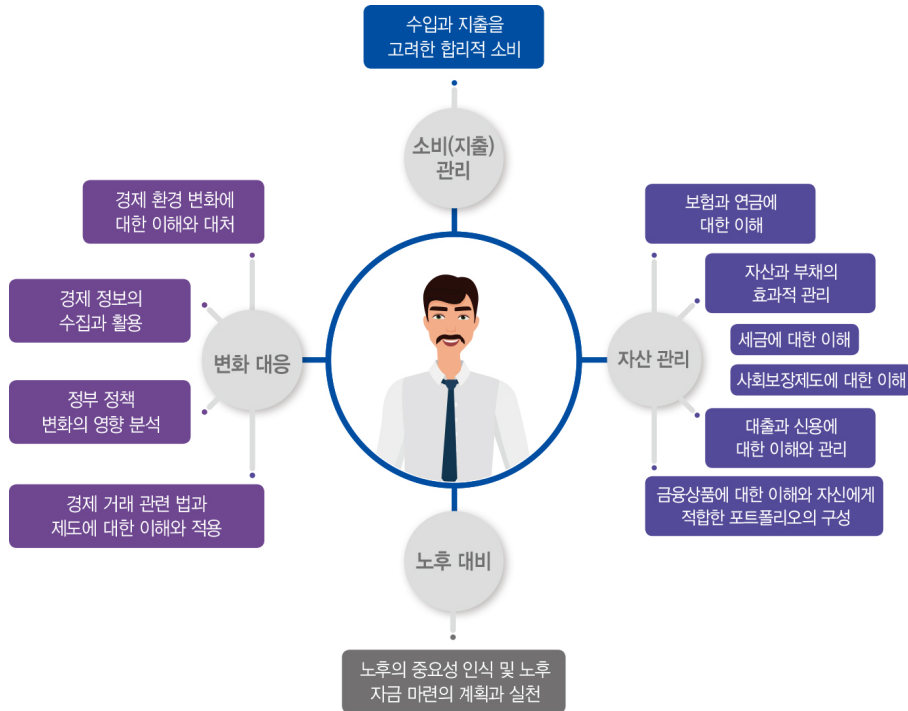 수입과 지출을
고려한 합리적 소비
소비(지출)
관리
경제 환경 변화에
대한 이해와 대처
경제 정보의
수집과 활용
변화 대응
정부 정책
변화의 영향 분석
경제 거래 관련 법과
제도에 대한 이해와 적용
보험과 연금에
대한 이해
자산과 부채의
효과적 관리
자산 관리
세금에 대한 이해
사회보장제도에 대한 이해
대출과 신용에
대한 이해와 관리
금융상품에 대한 이해와 자신에게
적합한 포트폴리오의 구성
노후 대비
노후의 중요성 인식 및 노후
자금 마련의 계획과 실천